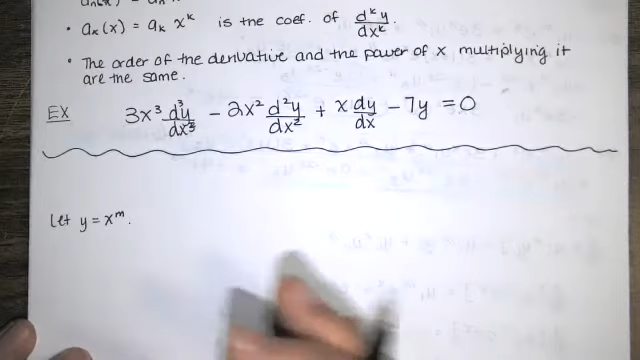 • aₖ(x) = aₖ xᵏ is the coef. of dᵏy/dxᵏ.
• The order of the derivative and the power of x multiplying it
are the same.
EX 3x³ d³y/dx³ - 2x² d²y/dx² + x dy/dx - 7y = 0
Let y = xᵐ.